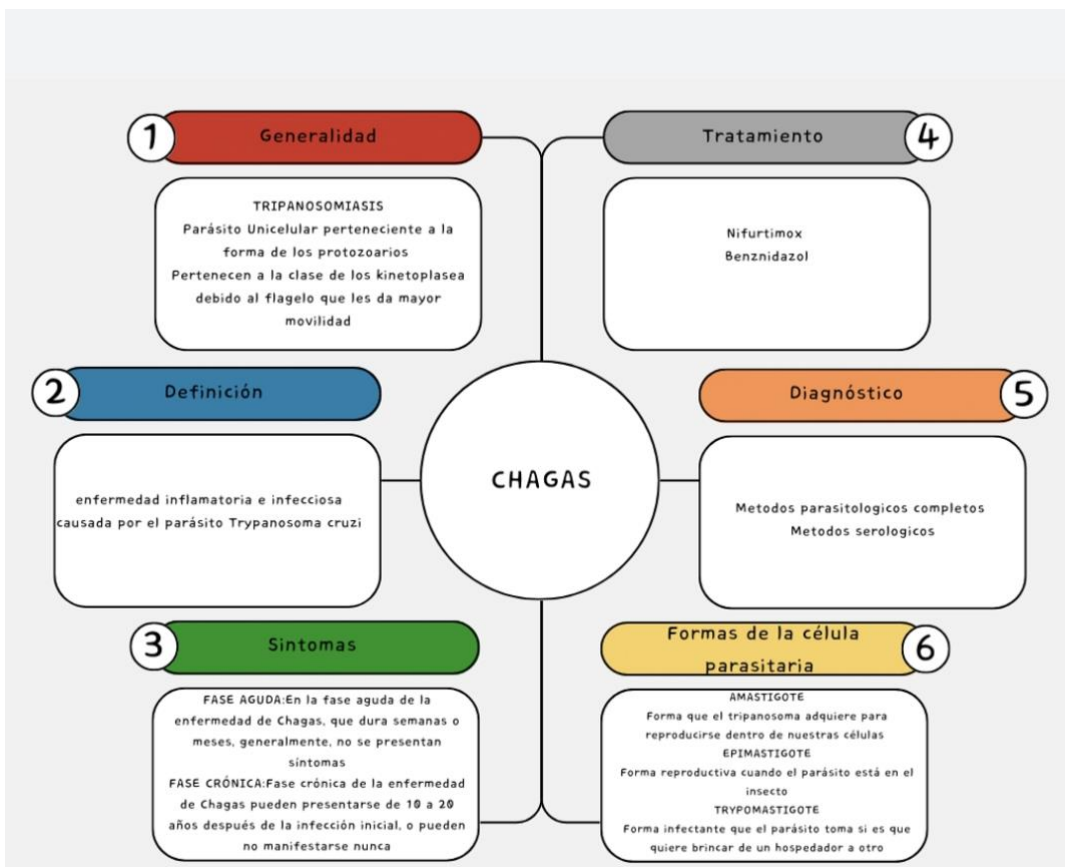 1
Generalidad
TRIPANOSOMIASIS
Parásito Unicelular perteneciente a la
forma de los protozoarios
Pertenecen a la clase de los kinetoplasea
debido al flagelo que les da mayor
movilidad
2
Definición
enfermedad inflamatoria e infecciosa
causada por el parásito Trypanosoma cruzi
3
Sintomas
FASE AGUDA:En la fase aguda de la
enfermedad de Chagas, que dura semanas o
meses, generalmente, no se presentan
síntomas
FASE CRÓNICA:Fase crónica de la enfermedad
de Chagas pueden presentarse de 10 a 20
años después de la infección inicial, o pueden
no manifestarse nunca
CHAGAS
Tratamiento
4
Nifurtimox
Benznidazol
Diagnóstico
5
Metodos parasitologicos completos
Metodos serologicos
Formas de la célula
parasitaria
6
AMASTIGOTE
Forma que el tripanosoma adquiere para
reproducirse dentro de nuestras células
EPIMASTIGOTE
Forma reproductiva cuando el parásito está en el
insecto
TRYPOMASTIGOTE
Forma infectante que el parásito toma si es que
quiere brincar de un hospedador a otro